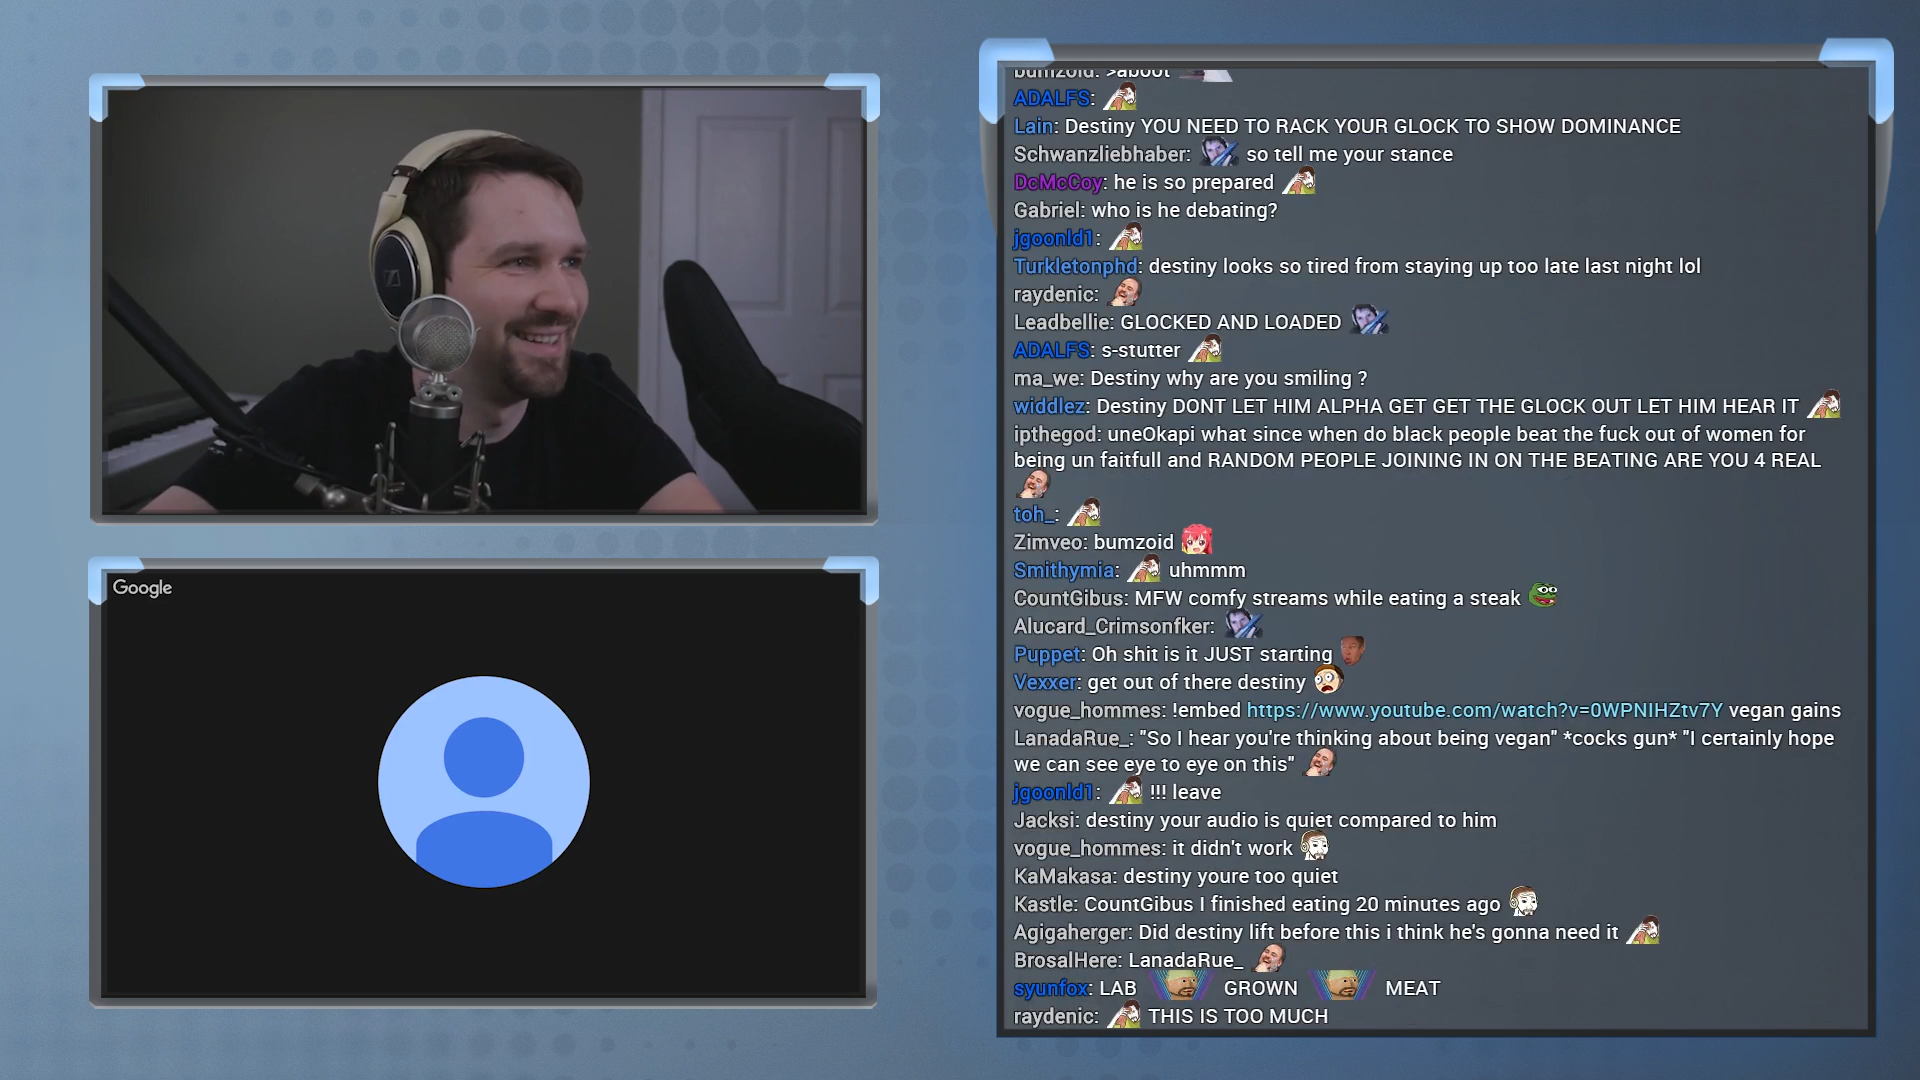 Google
bumzoid: >aboot
ADALFS:
Lain: Destiny YOU NEED TO RACK YOUR GLOCK TO SHOW DOMINANCE
Schwanzliebhaber: so tell me your stance
DcMcCoy: he is so prepared
Gabriel: who is he debating?
jgoonld1:
Turkletonphd: destiny looks so tired from staying up too late last night lol
raydenic:
Leadbellie: GLOCKED AND LOADED
ADALFS: s-stutter
ma_we: Destiny why are you smiling ?
widdlez: Destiny DONT LET HIM ALPHA GET GET THE GLOCK OUT LET HIM HEAR IT
ipthegod: uneOkapi what since when do black people beat the fuck out of women for
being un faitfull and RANDOM PEOPLE JOINING IN ON THE BEATING ARE YOU 4 REAL
toh_:
Zimveo: bumzoid
Smithymia: uhmmm
CountGibus: MFW comfy streams while eating a steak
Alucard_Crimsonfker:
Puppet: Oh shit is it JUST starting
Vexxer: get out of there destiny
vogue_hommes: !embed https://www.youtube.com/watch?v=0WPNIHZtv7Y vegan gains
LanadaRue_: "So I hear you're thinking about being vegan" *cocks gun* "I certainly hope
we can see eye to eye on this"
jgoonld1: !!! leave
Jacksi: destiny your audio is quiet compared to him
vogue_hommes: it didn't work
KaMakasa: destiny youre too quiet
Kastle: CountGibus I finished eating 20 minutes ago
Agigaherger: Did destiny lift before this i think he's gonna need it
BrosalHere: LanadaRue_
syunfox: LAB GROWN MEAT
raydenic: THIS IS TOO MUCH